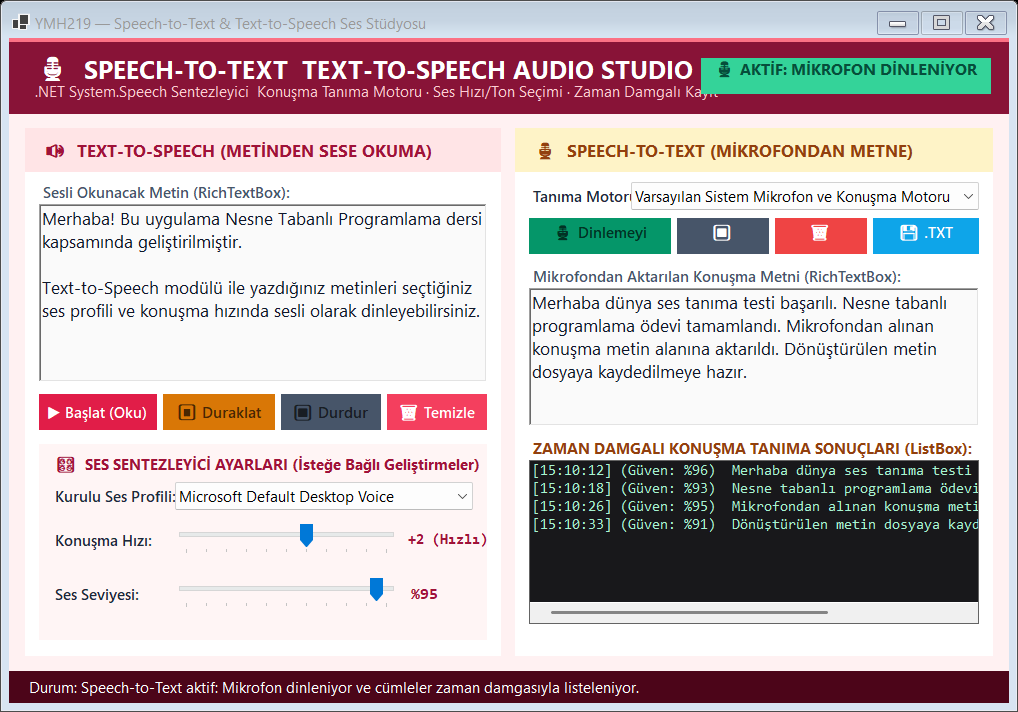 YMH219 — Speech-to-Text & Text-to-Speech Ses Stüdyosu
SPEECH-TO-TEXT TEXT-TO-SPEECH AUDIO STUDIO
AKTİF: MİKROFON DİNLENİYOR
.NET System.Speech Sentezleyici Konuşma Tanıma Motoru · Ses Hızı/Ton Seçimi · Zaman Damgalı Kayıt
TEXT-TO-SPEECH (METİNDEN SESE OKUMA)
Sesli Okunacak Metin (RichTextBox):
Merhaba! Bu uygulama Nesne Tabanlı Programlama dersi
kapsamında geliştirilmiştir.
Text-to-Speech modülü ile yazdığınız metinleri seçtiğiniz
ses profili ve konuşma hızında sesli olarak dinleyebilirsiniz.
Başlat (Oku)
Duraklat
Durdur
Temizle
SES SENTEZLEYİCİ AYARLARI (İsteğe Bağlı Geliştirmeler)
Kurulu Ses Profili: Microsoft Default Desktop Voice
Konuşma Hızı: +2 (Hızlı)
Ses Seviyesi: %95
SPEECH-TO-TEXT (MİKROFONDAN METNE)
Tanıma Motoru Varsayılan Sistem Mikrofon ve Konuşma Motoru
Dinlemeyi
.TXT
Mikrofondan Aktarılan Konuşma Metni (RichTextBox):
Merhaba dünya ses tanıma testi başarılı. Nesne tabanlı
programlama ödevi tamamlandı. Mikrofondan alınan
konuşma metin alanına aktarıldı. Dönüştürülen metin
dosyaya kaydedilmeye hazır.
ZAMAN DAMGALI KONUŞMA TANIMA SONUÇLARI (ListBox):
[15:10:12] (Güven: %96) Merhaba dünya ses tanıma testi
[15:10:18] (Güven: %93) Nesne tabanlı programlama ödevi
[15:10:26] (Güven: %95) Mikrofondan alınan konuşma meti
[15:10:33] (Güven: %91) Dönüştürülen metin dosyaya kayd
Durum: Speech-to-Text aktif: Mikrofon dinleniyor ve cümleler zaman damgasıyla listeleniyor.